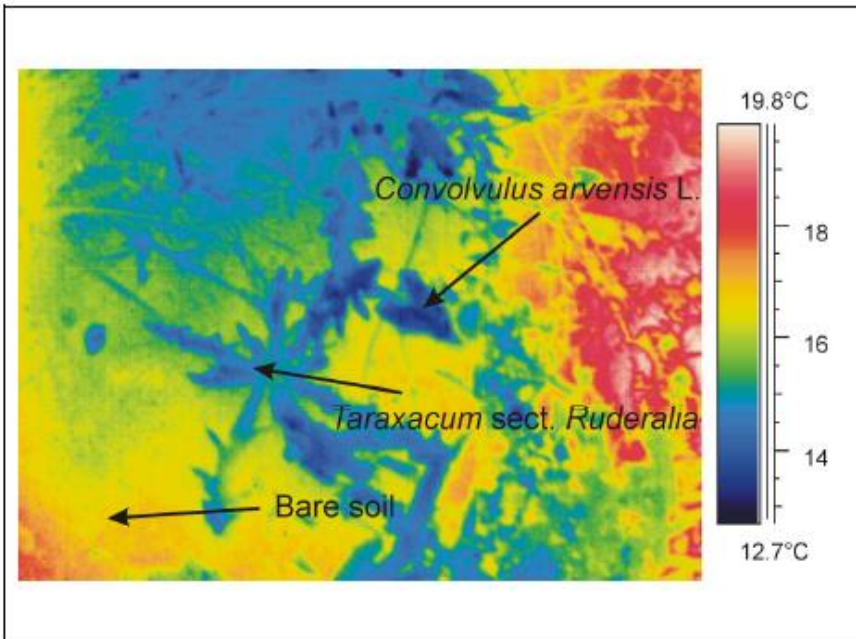 19.8°C
Convolvulus arvensis L.
18
16
Taraxacum sect. Ruderalia
14
Bare soil
12.7°C